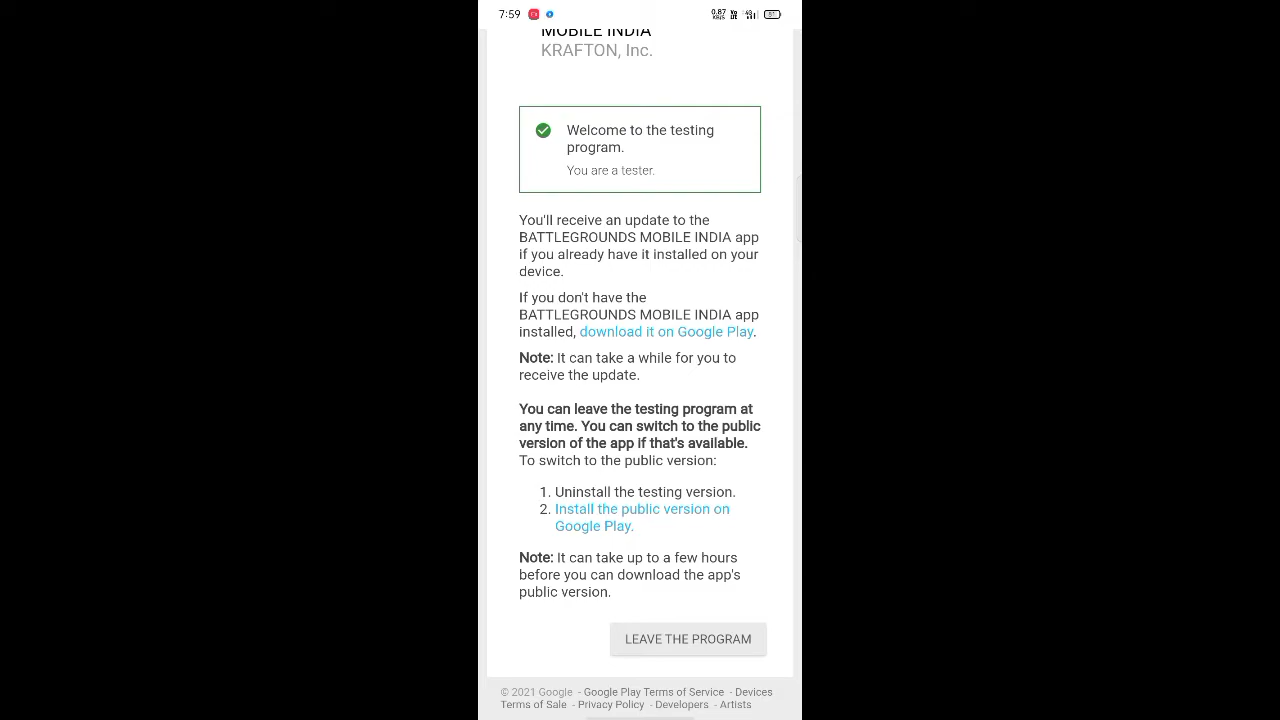 7:59
0.87
KB/S
4G
51
MOBILE INDIA
KRAFTON, Inc.
Welcome to the testing
program.
You are a tester.
You'll receive an update to the
BATTLEGROUNDS MOBILE INDIA app
if you already have it installed on your
device.
If you don't have the
BATTLEGROUNDS MOBILE INDIA app
installed, download it on Google Play.
Note: It can take a while for you to
receive the update.
You can leave the testing program at
any time. You can switch to the public
version of the app if that's available.
To switch to the public version:
1. Uninstall the testing version.
2. Install the public version on
Google Play.
Note: It can take up to a few hours
before you can download the app's
public version.
LEAVE THE PROGRAM
© 2021 Google - Google Play Terms of Service - Devices
Terms of Sale - Privacy Policy - Developers - Artists